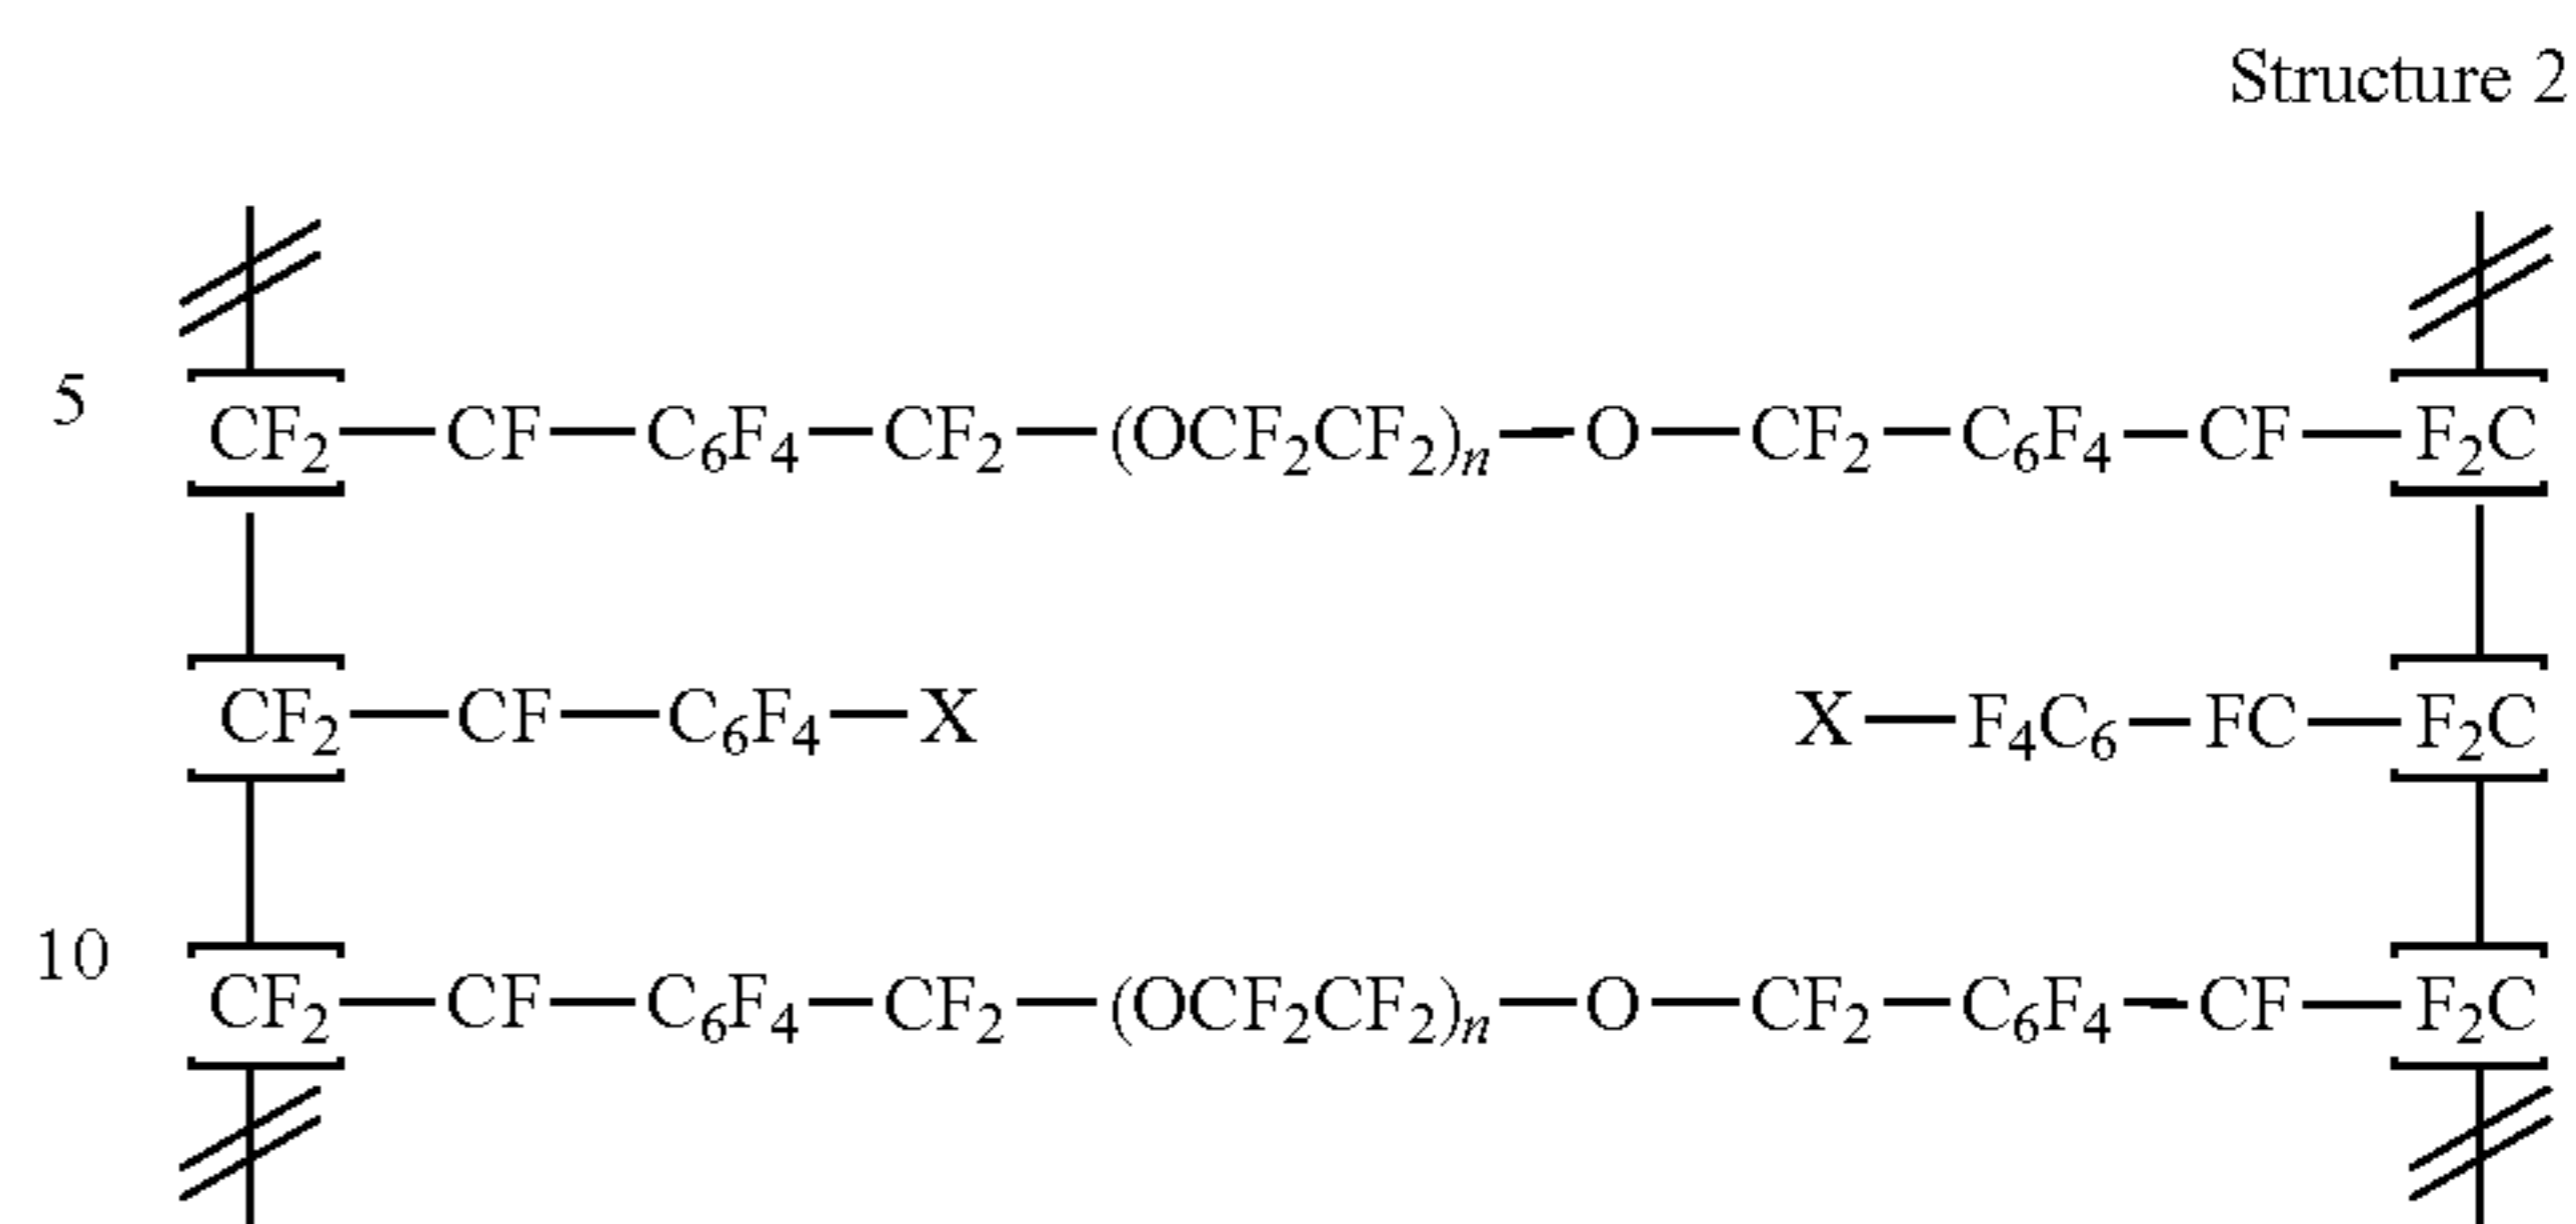 Structure 2
5 CF₂—CF—C₆F₄—CF₂—(OCF₂CF₂)ₙ—O—CF₂—C₆F₄—CF—F₂C
CF₂—CF—C₆F₄—X X—F₄C₆—FC—F₂C
10 CF₂—CF—C₆F₄—CF₂—(OCF₂CF₂)ₙ—O—CF₂—C₆F₄—CF—F₂C